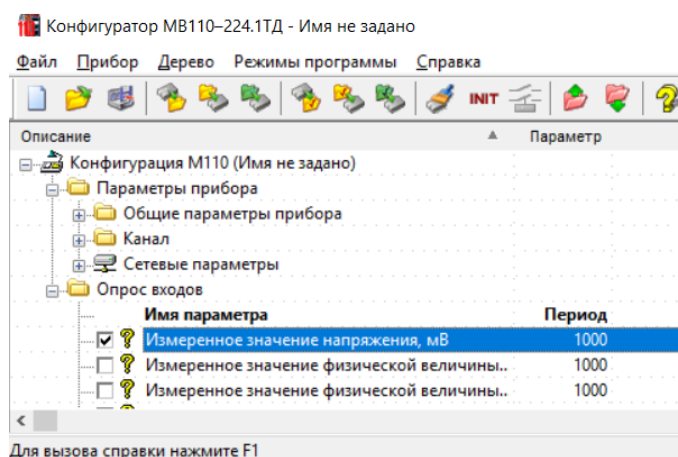 Конфигуратор МВ110–224.1ТД - Имя не задано
Файл Прибор Дерево Режимы программы Справка
INIT
Описание Параметр
Конфигурация М110 (Имя не задано)
Параметры прибора
Общие параметры прибора
Канал
Сетевые параметры
Опрос входов
Имя параметра Период
Измеренное значение напряжения, мВ 1000
Измеренное значение физической величины.. 1000
Измеренное значение физической величины.. 1000
Для вызова справки нажмите F1